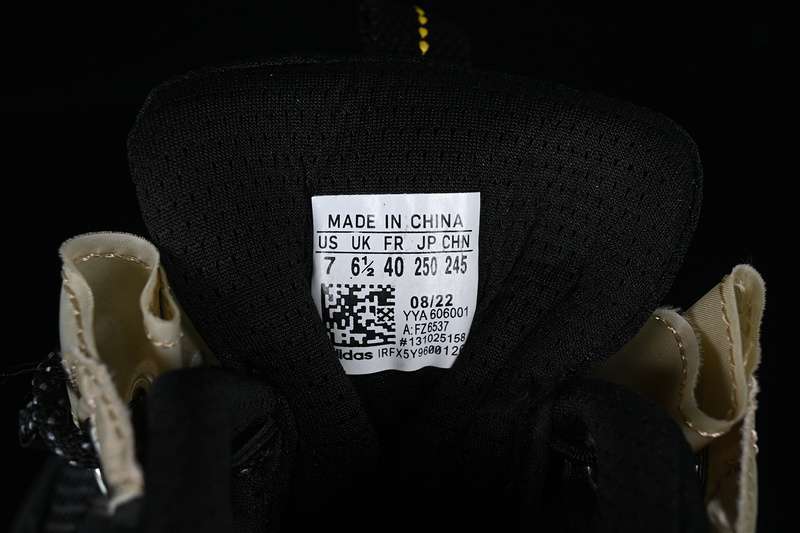 MADE IN CHINA
US UK FR JP CHN
7 6½ 40 250 245
08/22
YYA 606001
A: FZ6537
#131025158
adidas IRFX5Y9600120